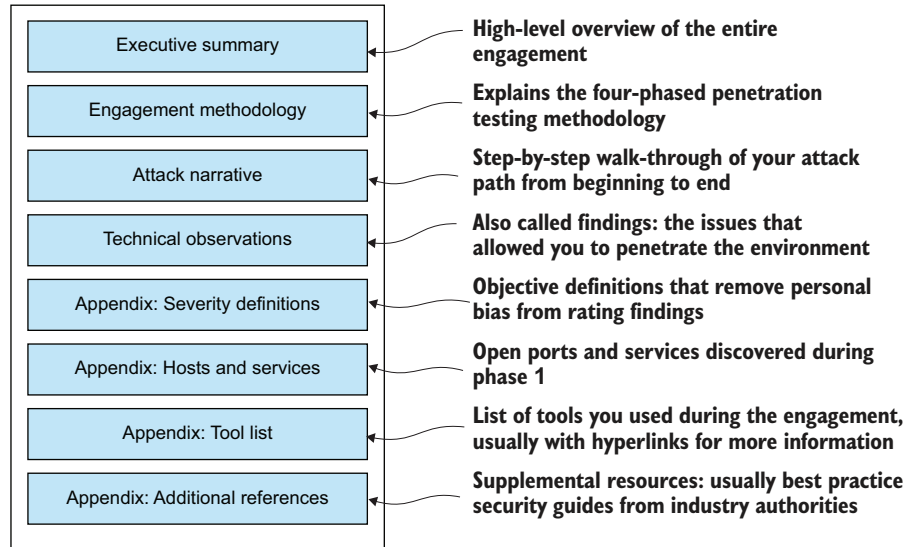 Executive summary
High-level overview of the entire
engagement
Engagement methodology
Explains the four-phased penetration
testing methodology
Attack narrative
Step-by-step walk-through of your attack
path from beginning to end
Technical observations
Also called findings: the issues that
allowed you to penetrate the environment
Appendix: Severity definitions
Objective definitions that remove personal
bias from rating findings
Appendix: Hosts and services
Open ports and services discovered during
phase 1
Appendix: Tool list
List of tools you used during the engagement,
usually with hyperlinks for more information
Appendix: Additional references
Supplemental resources: usually best practice
security guides from industry authorities